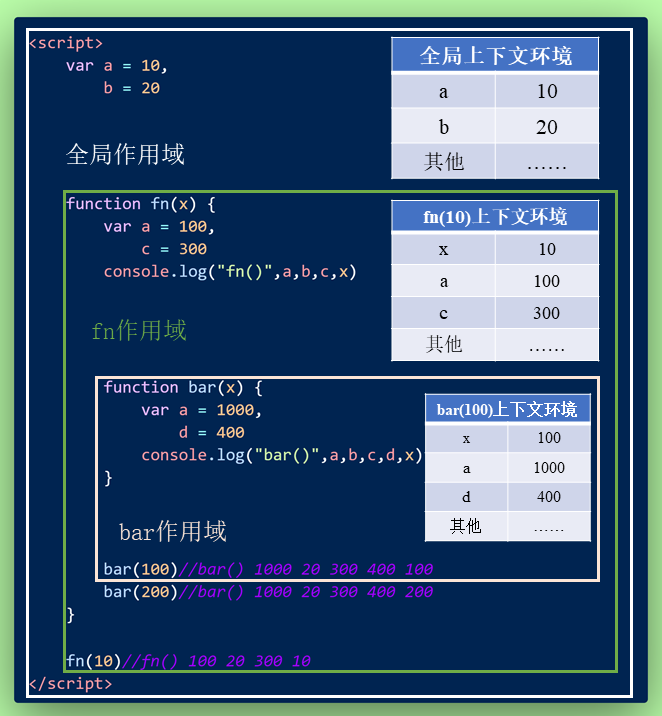 <script>
var a = 10,
b = 20
全局上下文环境
a 10
b 20
其他 ……
全局作用域
function fn(x) {
var a = 100,
c = 300
console.log("fn()",a,b,c,x)
fn(10)上下文环境
x 10
a 100
c 300
其他 ……
fn作用域
function bar(x) {
var a = 1000,
d = 400
console.log("bar()",a,b,c,d,x)
}
bar(100)上下文环境
x 100
a 1000
d 400
其他 ……
bar作用域
bar(100)//bar() 1000 20 300 400 100
bar(200)//bar() 1000 20 300 400 200
}
fn(10)//fn() 100 20 300 10
</script>